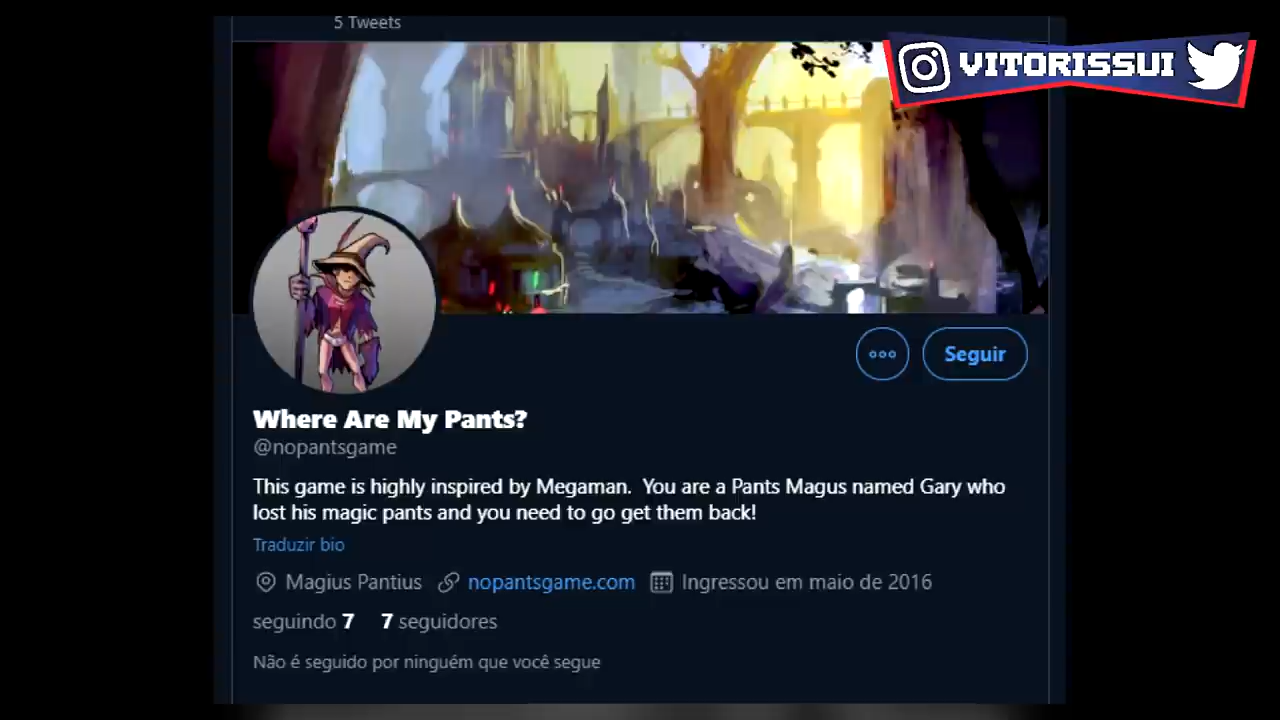 5 Tweets
VITORISSUI
Seguir
Where Are My Pants?
@nopantsgame
This game is highly inspired by Megaman. You are a Pants Magus named Gary who
lost his magic pants and you need to go get them back!
Traduzir bio
Magius Pantius nopantsgame.com Ingressou em maio de 2016
seguindo 7 7 seguidores
Não é seguido por ninguém que você segue